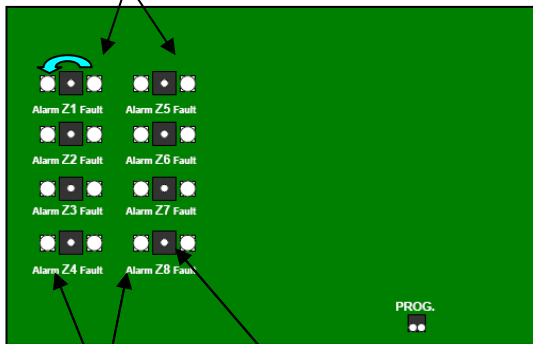 Alarm Z1 Fault Alarm Z5 Fault
Alarm Z2 Fault Alarm Z6 Fault
Alarm Z3 Fault Alarm Z7 Fault
Alarm Z4 Fault Alarm Z8 Fault
PROG.